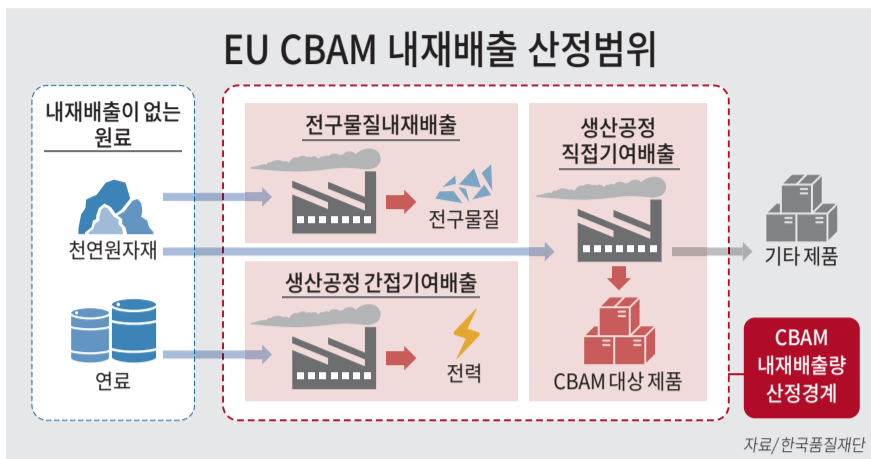 EU CBAM 내재배출 산정범위
내재배출이 없는
원료
천연원자재
연료
전구물질내재배출
전구물질
생산공정 간접기여배출
전력
생산공정
직접기여배출
CBAM 대상 제품
기타 제품
CBAM
내재배출량
산정경계
자료/한국품질재단